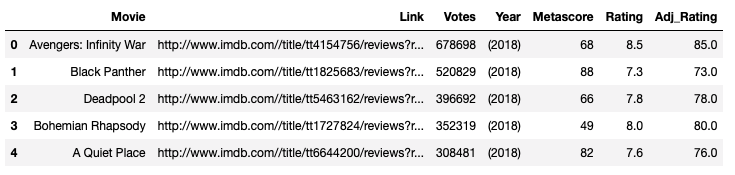 Movie Link Votes Year Metascore Rating Adj_Rating
0 Avengers: Infinity War http://www.imdb.com//title/tt4154756/reviews?r... 678698 (2018) 68 8.5 85.0
1 Black Panther http://www.imdb.com//title/tt1825683/reviews?r... 520829 (2018) 88 7.3 73.0
2 Deadpool 2 http://www.imdb.com//title/tt5463162/reviews?r... 396692 (2018) 66 7.8 78.0
3 Bohemian Rhapsody http://www.imdb.com//title/tt1727824/reviews?r... 352319 (2018) 49 8.0 80.0
4 A Quiet Place http://www.imdb.com//title/tt6644200/reviews?r... 308481 (2018) 82 7.6 76.0